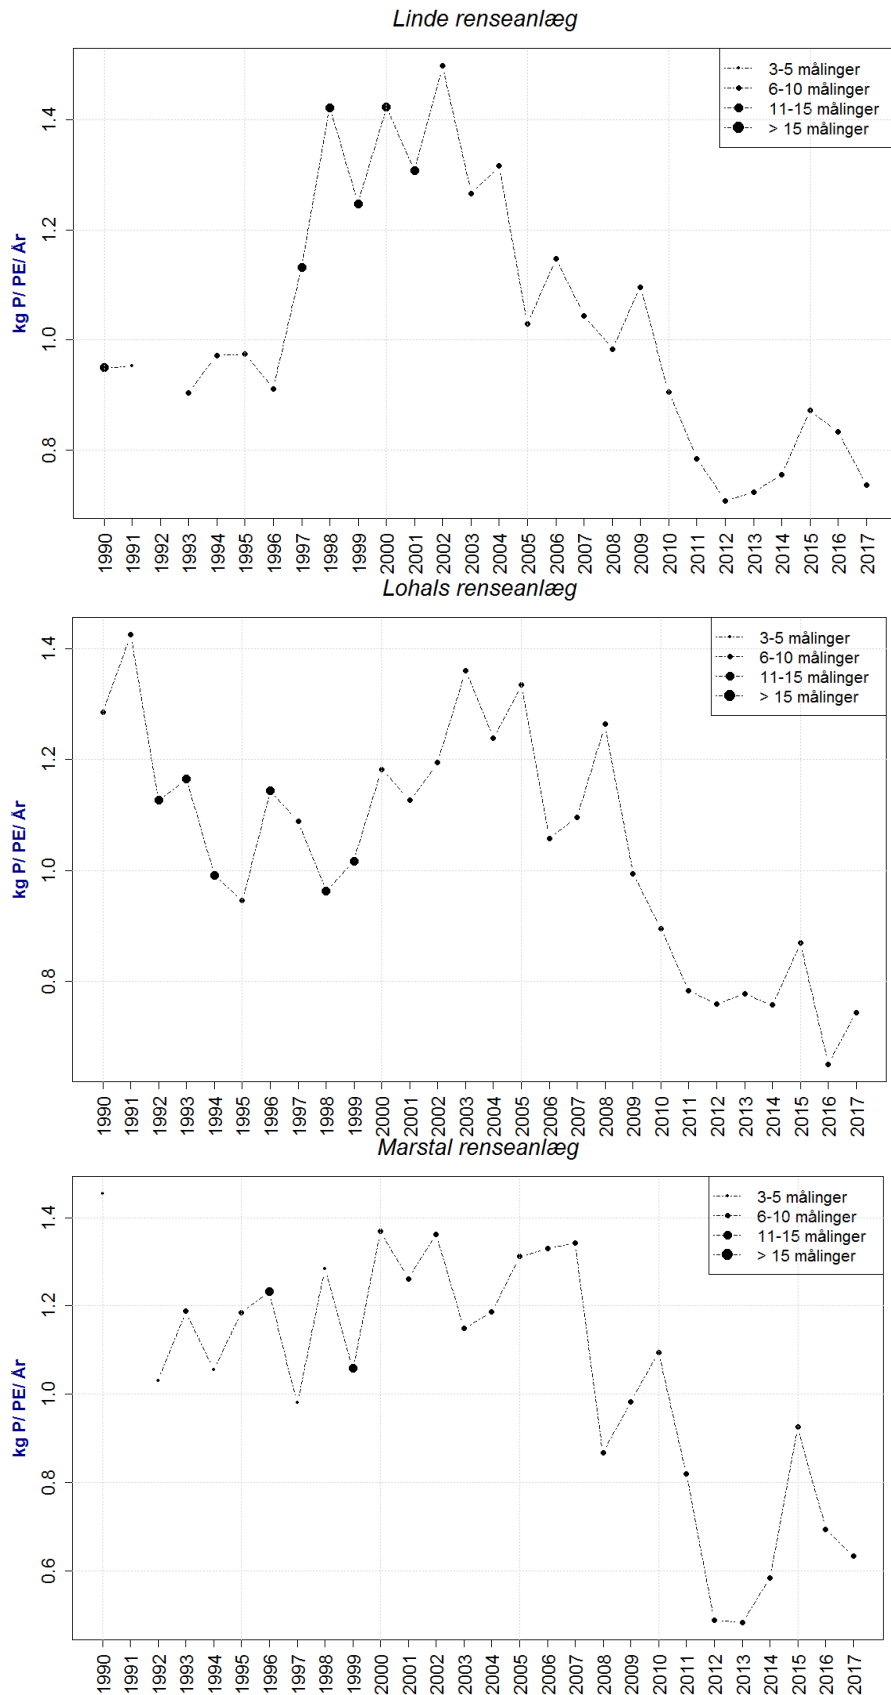 Linde renseanlæg
3-5 målinger
6-10 målinger
11-15 målinger
> 15 målinger
kg P/ PE/ År
1.4
1.2
1.0
0.8
1990 1991 1992 1993 1994 1995 1996 1997 1998 1999 2000 2001 2002 2003 2004 2005 2006 2007 2008 2009 2010 2011 2012 2013 2014 2015 2016 2017
Lohals renseanlæg
3-5 målinger
6-10 målinger
11-15 målinger
> 15 målinger
kg P/ PE/ År
1.4
1.2
1.0
0.8
1990 1991 1992 1993 1994 1995 1996 1997 1998 1999 2000 2001 2002 2003 2004 2005 2006 2007 2008 2009 2010 2011 2012 2013 2014 2015 2016 2017
Marstal renseanlæg
3-5 målinger
6-10 målinger
11-15 målinger
> 15 målinger
kg P/ PE/ År
1.4
1.2
1.0
0.8
0.6
1990 1991 1992 1993 1994 1995 1996 1997 1998 1999 2000 2001 2002 2003 2004 2005 2006 2007 2008 2009 2010 2011 2012 2013 2014 2015 2016 2017